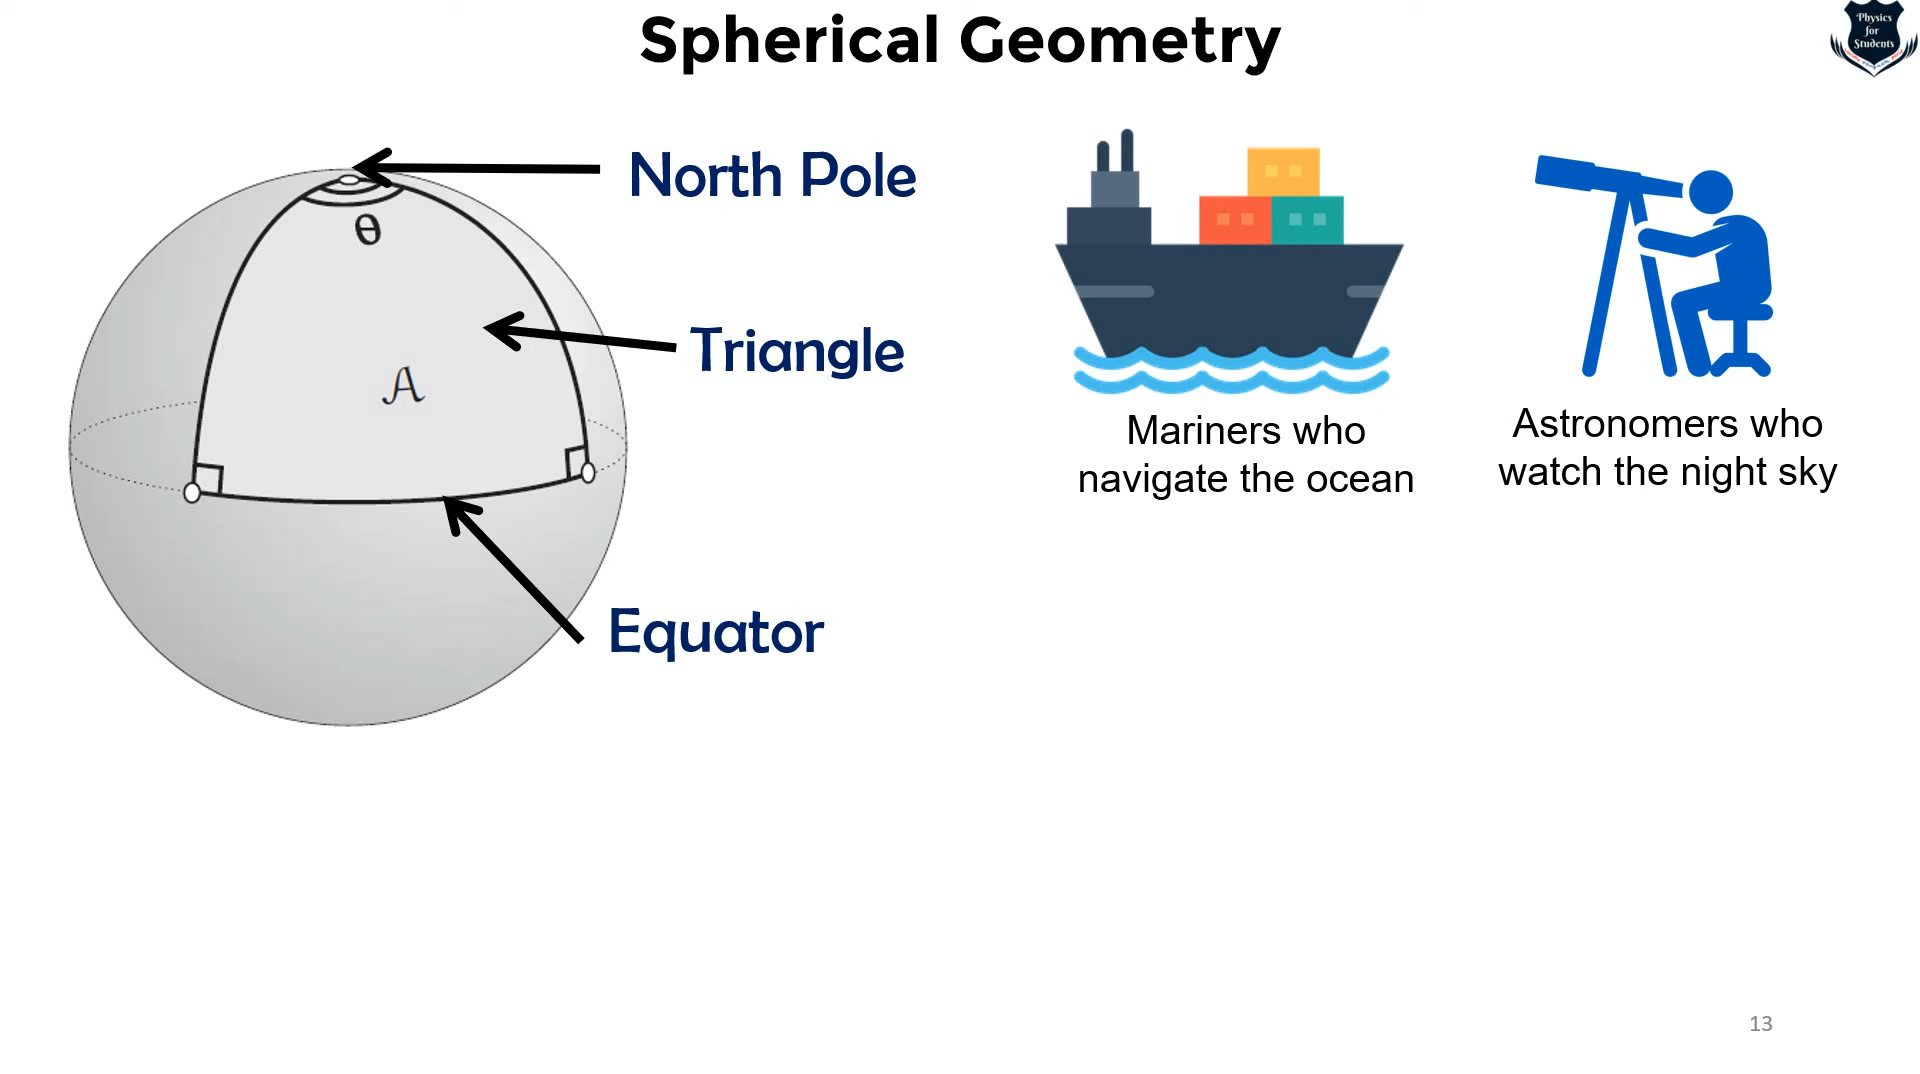 Spherical Geometry
Physics
for
Students
North Pole
θ
Triangle
𝒜
Equator
Mariners who
navigate the ocean
Astronomers who
watch the night sky
13